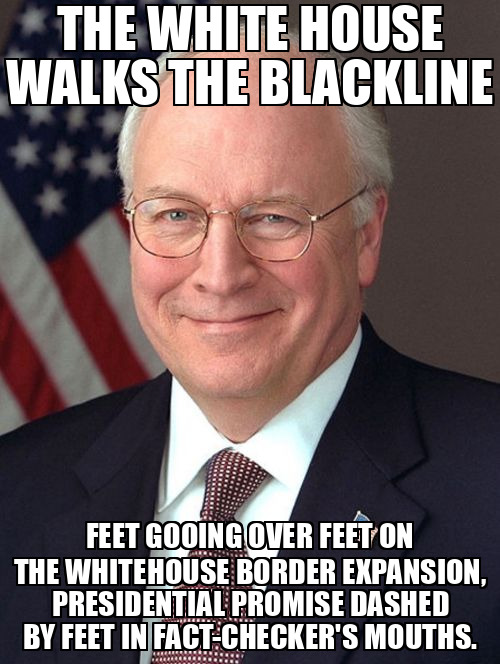 THE WHITE HOUSE
WALKS THE BLACKLINE
FEET GOOING OVER FEET ON
THE WHITEHOUSE BORDER EXPANSION,
PRESIDENTIAL PROMISE DASHED
BY FEET IN FACT-CHECKER'S MOUTHS.